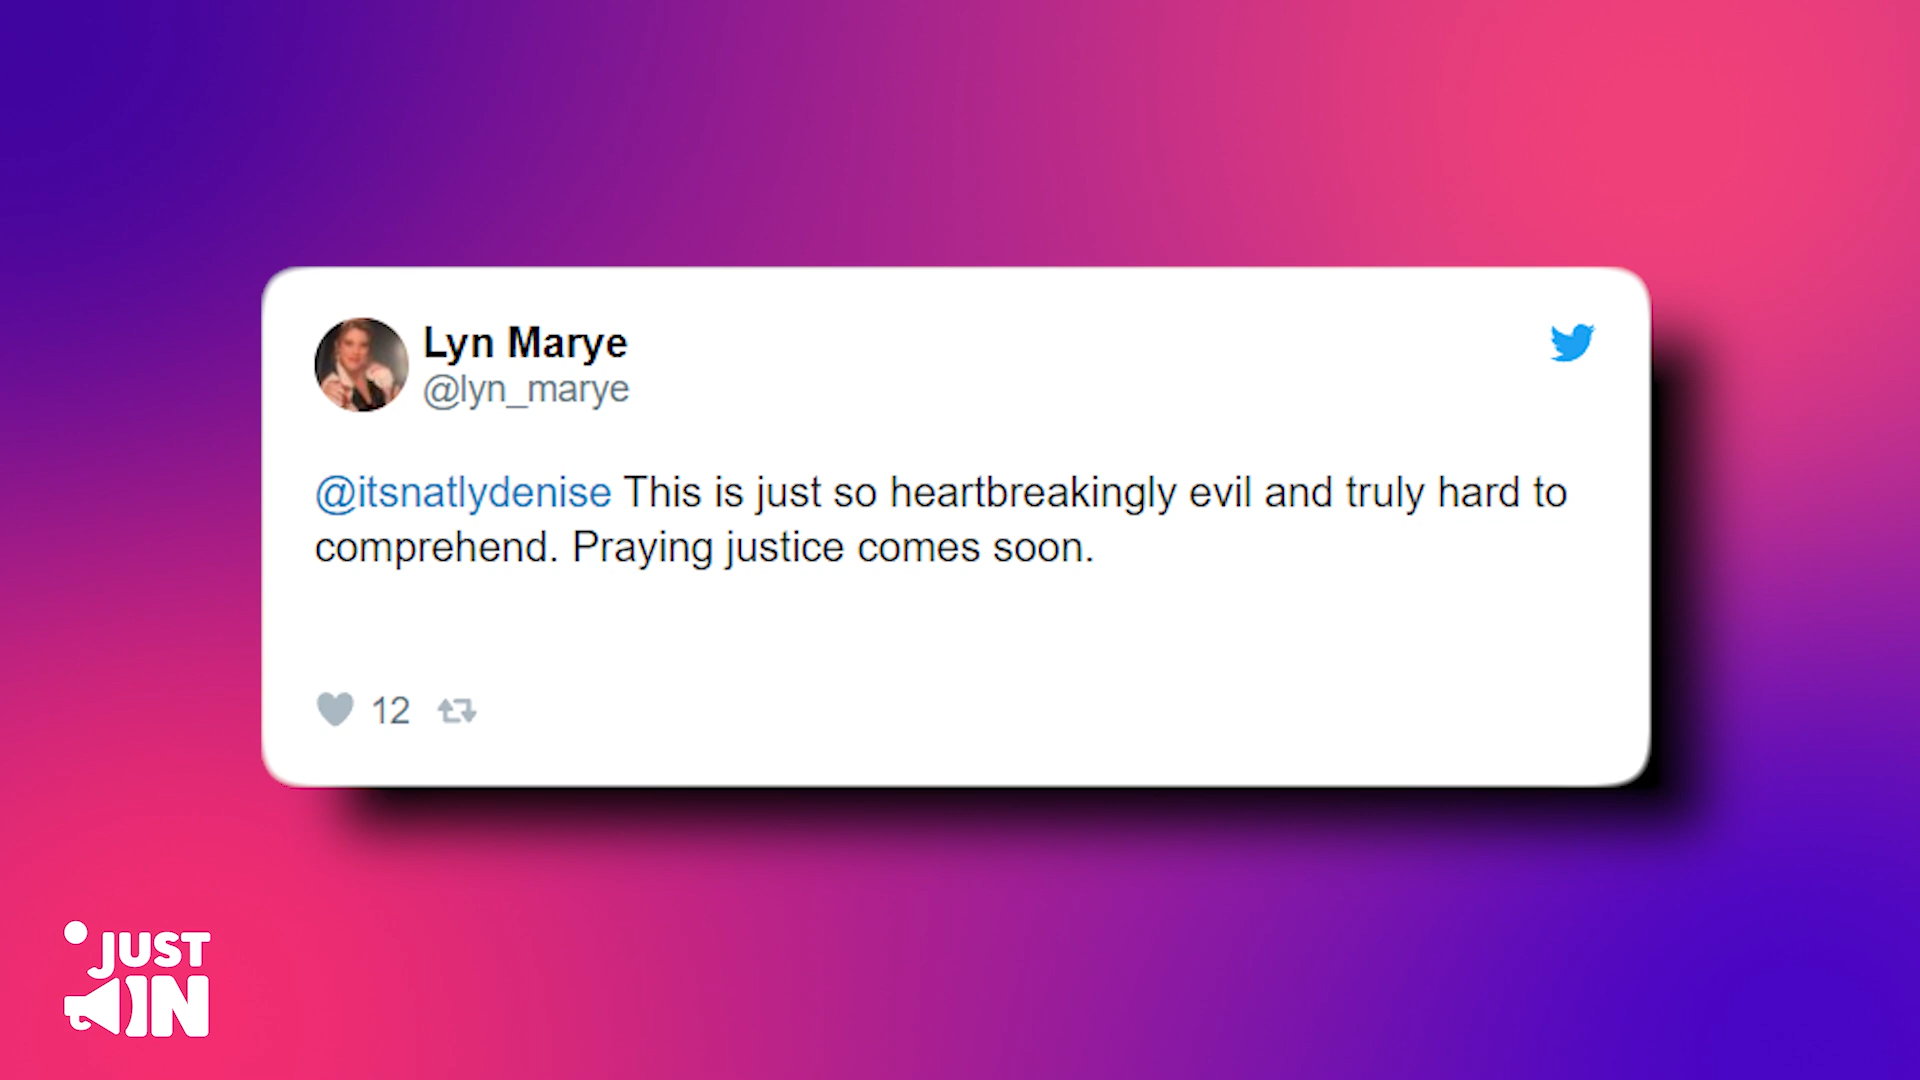 Lyn Marye
@lyn_marye
@itsnatlydenise This is just so heartbreakingly evil and truly hard to
comprehend. Praying justice comes soon.
12
JUST
IN